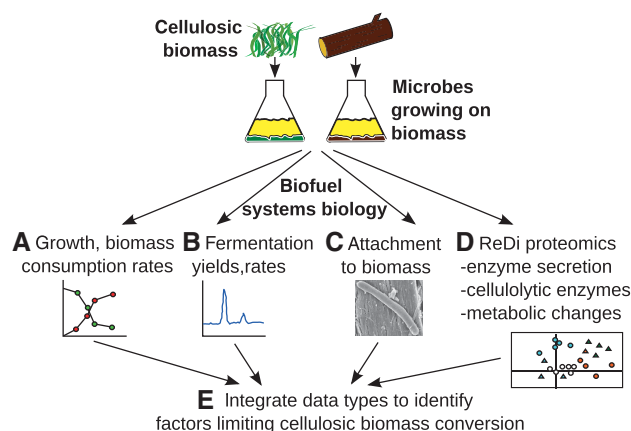 Cellulosic
biomass
Microbes
growing on
biomass
Biofuel
systems biology
A Growth, biomass
consumption rates
B Fermentation
yields,rates
C Attachment
to biomass
D ReDi proteomics
-enzyme secretion
-cellulolytic enzymes
-metabolic changes
E Integrate data types to identify
factors limiting cellulosic biomass conversion